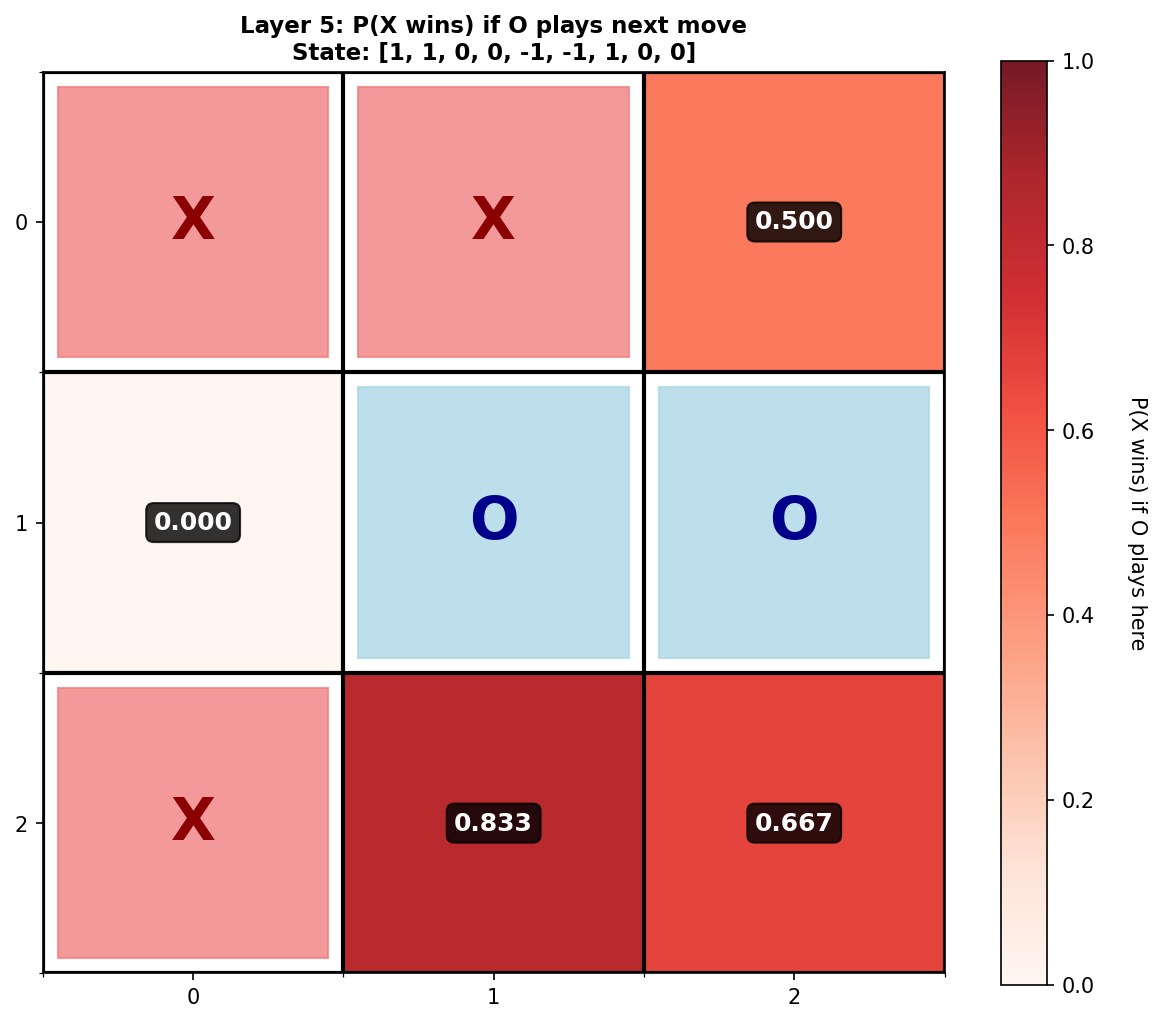 Layer 5: P(X wins) if O plays next move
State: [1, 1, 0, 0, -1, -1, 1, 0, 0]
0
X
X
0.500
1
0.000
O
O
2
X
0.833
0.667
0
1
2
1.0
0.8
0.6
0.4
0.2
0.0
P(X wins) if O plays here